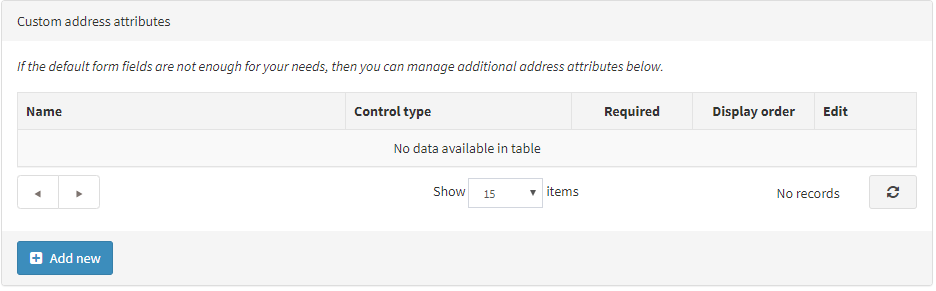 Custom address attributes
If the default form fields are not enough for your needs, then you can manage additional address attributes below.
Name Control type Required Display order Edit
No data available in table
Show 15 items No records
Add new